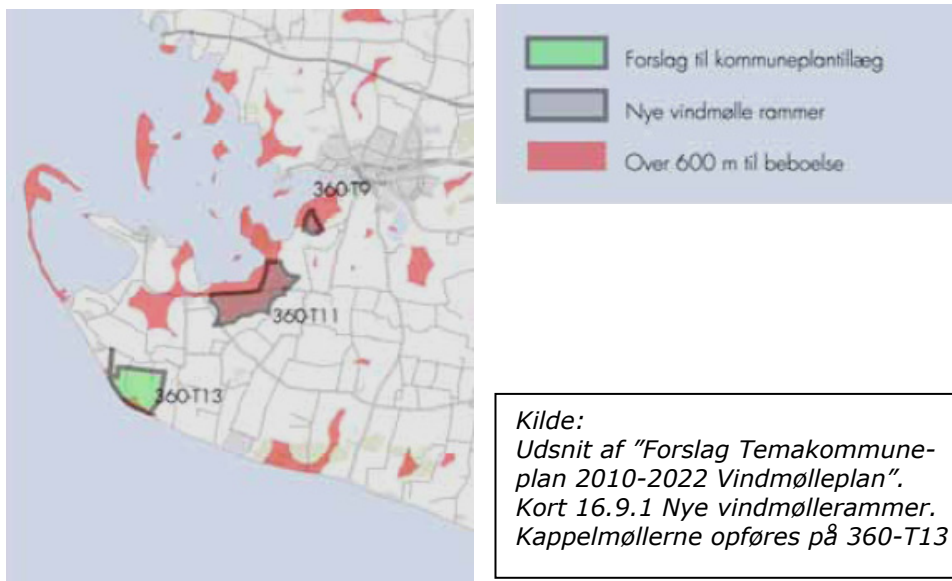 360-T9
360-T11
360-T13
Forslag til kommuneplantillæg
Nye vindmølle rammer
Over 600 m til beboelse
Kilde:
Udsnit af ”Forslag Temakommune-
plan 2010-2022 Vindmølleplan”.
Kort 16.9.1 Nye vindmøllerammer.
Kappelmøllerne opføres på 360-T13